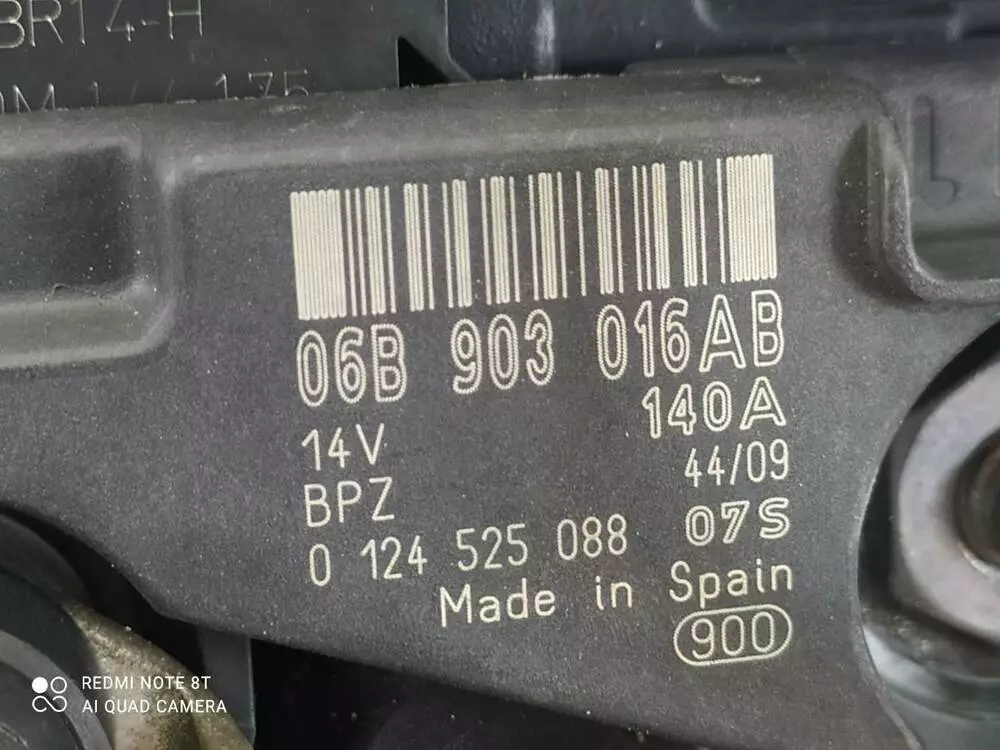 BR14-H
175
06B 903 016AB
140A
14V
44/09
BPZ
07S
0 124 525 088
Made in Spain
900
REDMI NOTE 8T
AI QUAD CAMERA